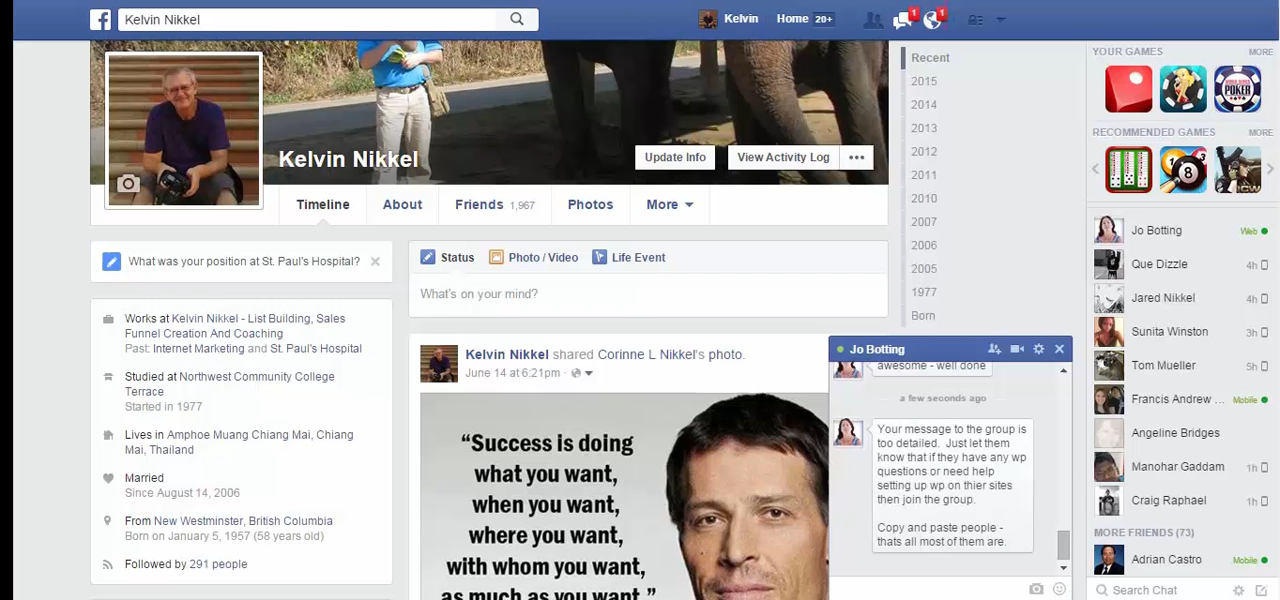 Kelvin Nikkel
Kelvin
Home 20+
1
1
Kelvin Nikkel
Update Info
View Activity Log
Timeline
About
Friends 1,967
Photos
More
Recent
2015
2014
2013
2012
2011
2010
2007
2006
2005
1977
Born
What was your position at St. Paul's Hospital?
Works at Kelvin Nikkel - List Building, Sales
Funnel Creation And Coaching
Past: Internet Marketing and St. Paul's Hospital
Studied at Northwest Community College
Terrace
Started in 1977
Lives in Amphoe Muang Chiang Mai, Chiang
Mai, Thailand
Married
Since August 14, 2006
From New Westminster, British Columbia
Born on January 5, 1957 (58 years old)
Followed by 291 people
Status
Photo / Video
Life Event
What's on your mind?
Kelvin Nikkel shared Corinne L Nikkel's photo.
June 14 at 6:21pm
“Success is doing
what you want,
when you want,
where you want,
with whom you want,
as much as you want.”
Jo Botting
awesome - well done
a few seconds ago
Your message to the group is
too detailed. Just let them
know that if they have any wp
questions or need help
setting up wp on thier sites
then join the group.
Copy and paste people -
thats all most of them are.
YOUR GAMES
MORE
POKER
RECOMMENDED GAMES
MORE
8
ICW
Jo Botting
Web
Que Dizzle
4h
Jared Nikkel
4h
Sunita Winston
3h
Tom Mueller
5h
Francis Andrew ...
Mobile
Angeline Bridges
Manohar Gaddam
1h
Craig Raphael
1h
MORE FRIENDS (73)
Adrian Castro
Mobile
Search Chat